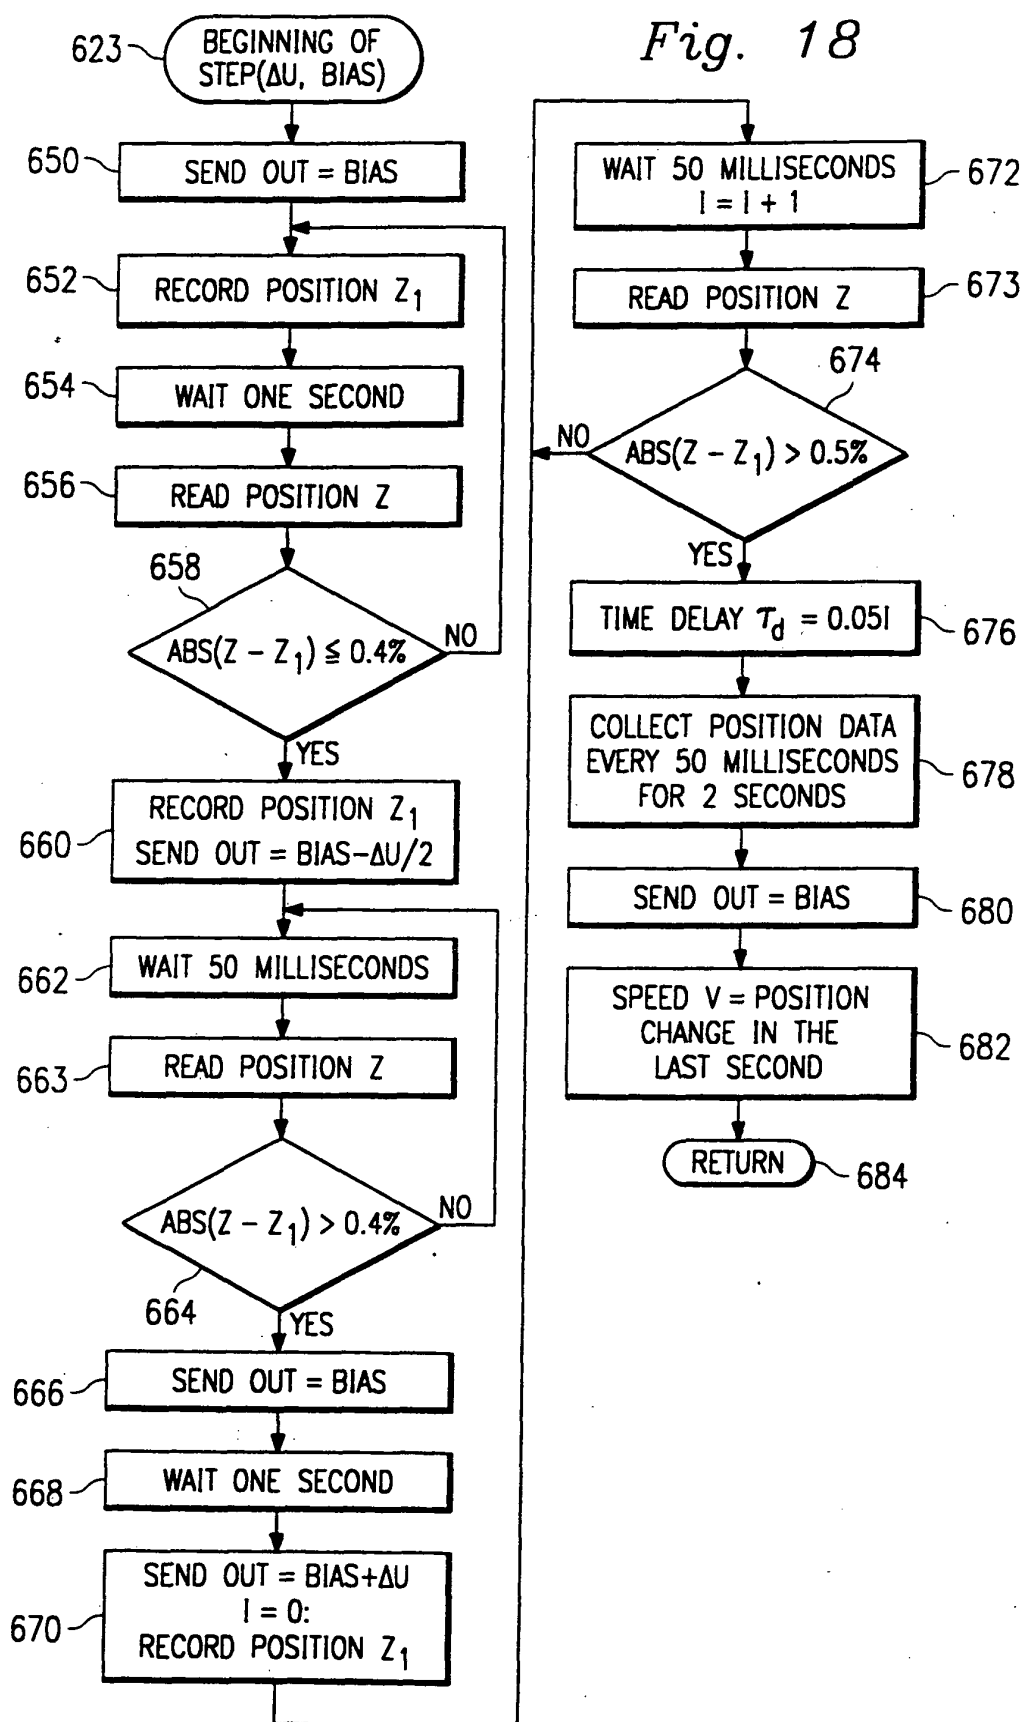 Fig. 18
623
BEGINNING OF
STEP(ΔU, BIAS)
650
SEND OUT = BIAS
652
RECORD POSITION Z1
654
WAIT ONE SECOND
656
READ POSITION Z
658
ABS(Z – Z1) ≦ 0.4%
NO
YES
660
RECORD POSITION Z1
SEND OUT = BIAS–ΔU/2
662
WAIT 50 MILLISECONDS
663
READ POSITION Z
664
ABS(Z – Z1) > 0.4%
NO
YES
666
SEND OUT = BIAS
668
WAIT ONE SECOND
670
SEND OUT = BIAS+ΔU
I = 0:
RECORD POSITION Z1
WAIT 50 MILLISECONDS
I = I + 1
672
READ POSITION Z
673
674
ABS(Z – Z1) > 0.5%
NO
YES
TIME DELAY τd = 0.05I
676
COLLECT POSITION DATA
EVERY 50 MILLISECONDS
FOR 2 SECONDS
678
SEND OUT = BIAS
680
SPEED V = POSITION
CHANGE IN THE
LAST SECOND
682
RETURN
684